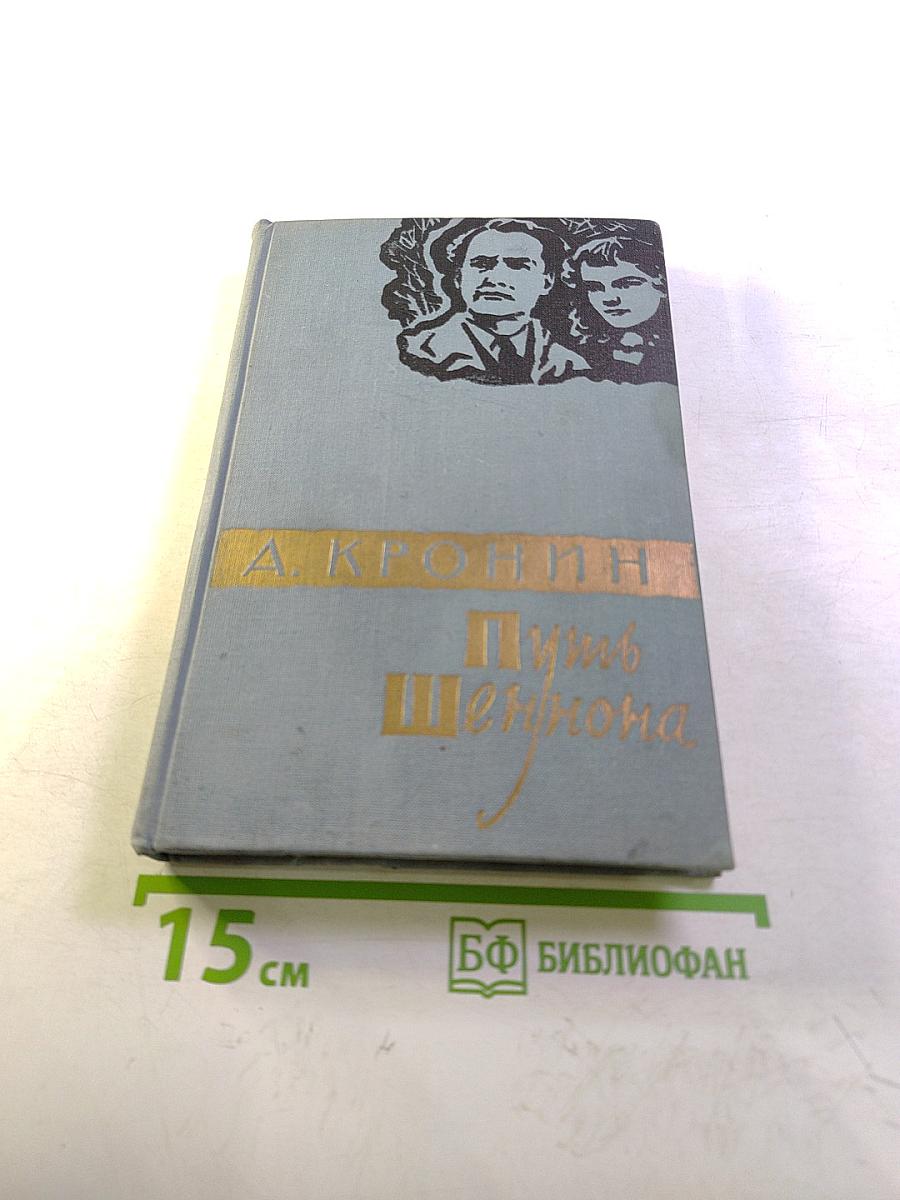 А. КРОНИН
Путь
Шеннона
15 см
БФ БИБЛИОФАН